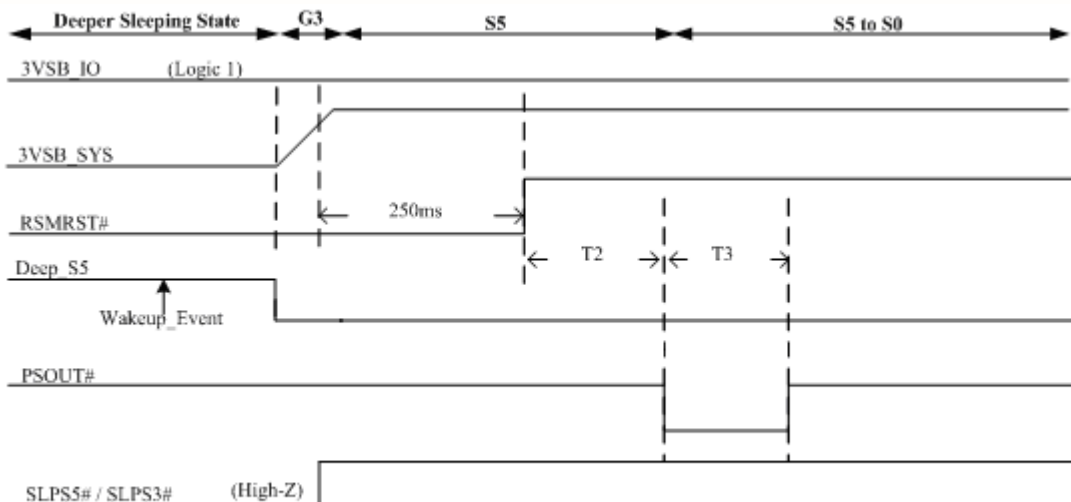 Deeper Sleeping State G3 S5 S5 to S0
3VSB_IO (Logic 1)
3VSB_SYS
250ms
RSMRST#
T2 T3
Deep_S5
Wakeup_Event
PSOUT#
SLPS5# / SLPS3# (High-Z)